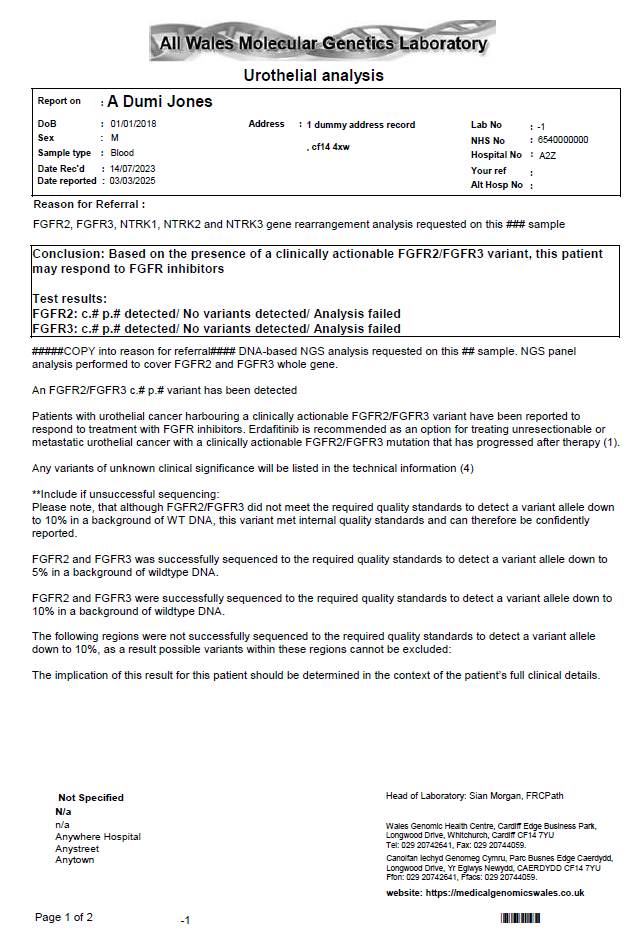 All Wales Molecular Genetics Laboratory
Urothelial analysis
Report on : A Dumi Jones
DoB : 01/01/2018 Address : 1 dummy address record Lab No : -1
Sex : M , cf14 4xw NHS No : 6540000000
Sample type : Blood Hospital No : A2Z
Date Rec'd : 14/07/2023 Your ref :
Date reported : 03/03/2025 Alt Hosp No :
Reason for Referral :
FGFR2, FGFR3, NTRK1, NTRK2 and NTRK3 gene rearrangement analysis requested on this ### sample
Conclusion: Based on the presence of a clinically actionable FGFR2/FGFR3 variant, this patient
may respond to FGFR inhibitors
Test results:
FGFR2: c.# p.# detected/ No variants detected/ Analysis failed
FGFR3: c.# p.# detected/ No variants detected/ Analysis failed
#####COPY into reason for referral#### DNA-based NGS analysis requested on this ## sample. NGS panel
analysis performed to cover FGFR2 and FGFR3 whole gene.
An FGFR2/FGFR3 c.# p.# variant has been detected
Patients with urothelial cancer harbouring a clinically actionable FGFR2/FGFR3 variant have been reported to
respond to treatment with FGFR inhibitors. Erdafitinib is recommended as an option for treating unresectionable or
metastatic urothelial cancer with a clinically actionable FGFR2/FGFR3 mutation that has progressed after therapy (1).
Any variants of unknown clinical significance will be listed in the technical information (4)
**Include if unsuccessful sequencing:
Please note, that although FGFR2/FGFR3 did not meet the required quality standards to detect a variant allele down
to 10% in a background of WT DNA, this variant met internal quality standards and can therefore be confidently
reported.
FGFR2 and FGFR3 was successfully sequenced to the required quality standards to detect a variant allele down to
5% in a background of wildtype DNA.
FGFR2 and FGFR3 were successfully sequenced to the required quality standards to detect a variant allele down to
10% in a background of wildtype DNA.
The following regions were not successfully sequenced to the required quality standards to detect a variant allele
down to 10%, as a result possible variants within these regions cannot be excluded:
The implication of this result for this patient should be determined in the context of the patient's full clinical details.
Not Specified
N/a
n/a
Anywhere Hospital
Anystreet
Anytown
Head of Laboratory: Sian Morgan, FRCPath
Wales Genomic Health Centre, Cardiff Edge Business Park,
Longwood Drive, Whitchurch, Cardiff CF14 7YU
Tel: 029 20742641, Fax: 029 20744059.
Canolfan Iechyd Genomeg Cymru, Parc Busnes Edge Caerdydd,
Longwood Drive, Yr Eglwys Newydd, CAERDYDD CF14 7YU
Ffon: 029 20742641, Ffacs: 029 20744059.
website: https://medicalgenomicswales.co.uk
Page 1 of 2 -1